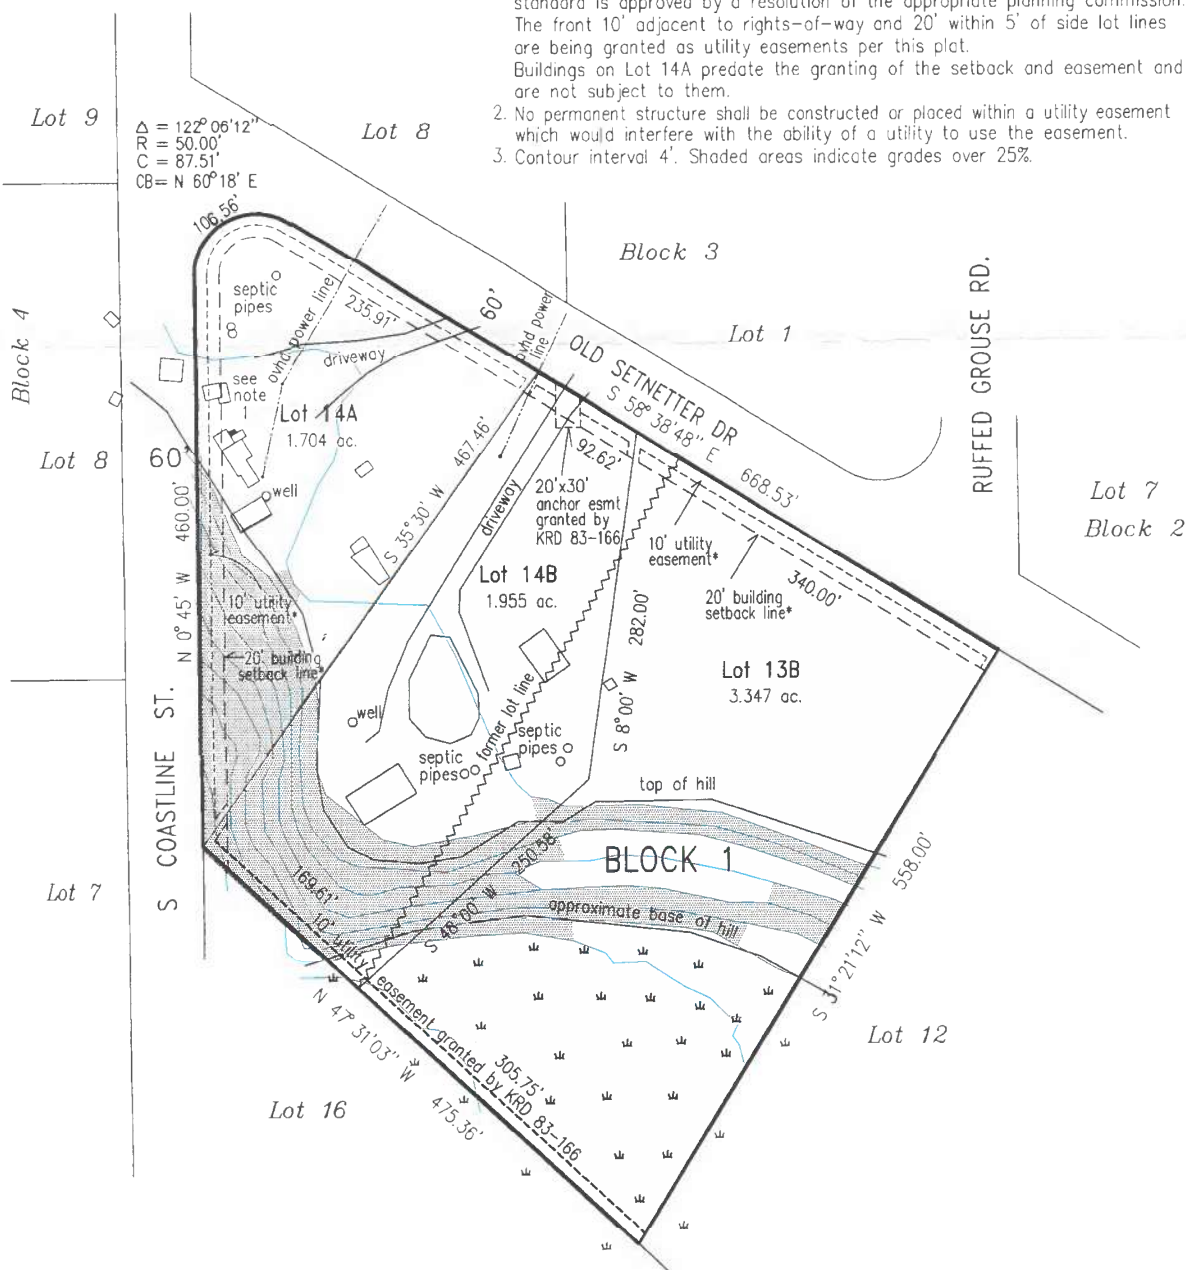 standard is approved by a resolution of the appropriate planning commission.
The front 10' adjacent to rights-of-way and 20' within 5' of side lot lines
are being granted as utility easements per this plat.
Buildings on Lot 14A predate the granting of the setback and easement and
are not subject to them.
2. No permanent structure shall be constructed or placed within a utility easement
which would interfere with the ability of a utility to use the easement.
3. Contour interval 4'. Shaded areas indicate grades over 25%.
Lot 9
Δ = 122°06'12"
R = 50.00'
C = 87.51'
CB= N 60°18' E
Lot 8
106.56'
Block 3
Lot 1
RUFFED GROUSE RD.
Block 4
septic
pipes
8
ovhd power line
235.91'
60'
ovhd power
line
driveway
OLD SETNETTER DR
S 58°38'48" E
668.53'
see
note
1
Lot 14A
1.704 ac.
Lot 8
60'
well
S 35°30' W
467.46'
driveway
92.62'
20'x30'
anchor esmt
granted by
KRD 83-166
10' utility
easement*
20' building
setback line*
340.00'
Lot 7
Block 2
N 0°45' W
460.00'
10' utility
easement*
20' building
setback line*
Lot 14B
1.955 ac.
S 8°00' W
282.00'
Lot 13B
3.347 ac.
S COASTLINE ST.
well
former lot line
septic
pipes
septic
pipes
top of hill
BLOCK 1
558.00'
S 31°21'12" W
Lot 7
169.61'
S 48°00' W
250.58'
approximate base of hill
10' utility easement granted by KRD 83-166
305.75'
N 47°31'03" W
475.36'
Lot 16
Lot 12